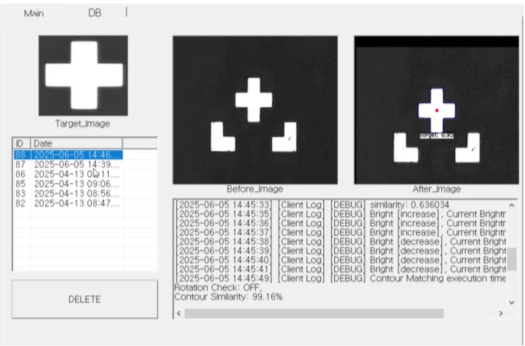 Main DB
Target_Image
Before_Image
After_Image
ID Date
88 2025-06-05 14:46...
87 2025-06-05 14:39...
86 2025-04-13 09:11...
85 2025-04-13 09:06...
83 2025-04-13 08:56...
82 2025-04-13 08:47...
DELETE
[2025-06-05 14:45:33] [Client Log] [DEBUG] similarity: 0.636034
[2025-06-05 14:45:35] [Client Log] [DEBUG] Bright [increase], Current Brightr
[2025-06-05 14:45:36] [Client Log] [DEBUG] Bright [increase], Current Brightr
[2025-06-05 14:45:37] [Client Log] [DEBUG] Bright [increase], Current Brightr
[2025-06-05 14:45:38] [Client Log] [DEBUG] Bright [decrease], Current Bright
[2025-06-05 14:45:39] [Client Log] [DEBUG] Bright [decrease], Current Bright
[2025-06-05 14:45:40] [Client Log] [DEBUG] Bright [decrease], Current Bright
[2025-06-05 14:45:41] [Client Log] [DEBUG] Bright [decrease], Current Bright
[2025-06-05 14:45:49] [Client Log] [DEBUG] Contour Matching execution time
Rotation Check: OFF,
Contour Similarity: 99.16%